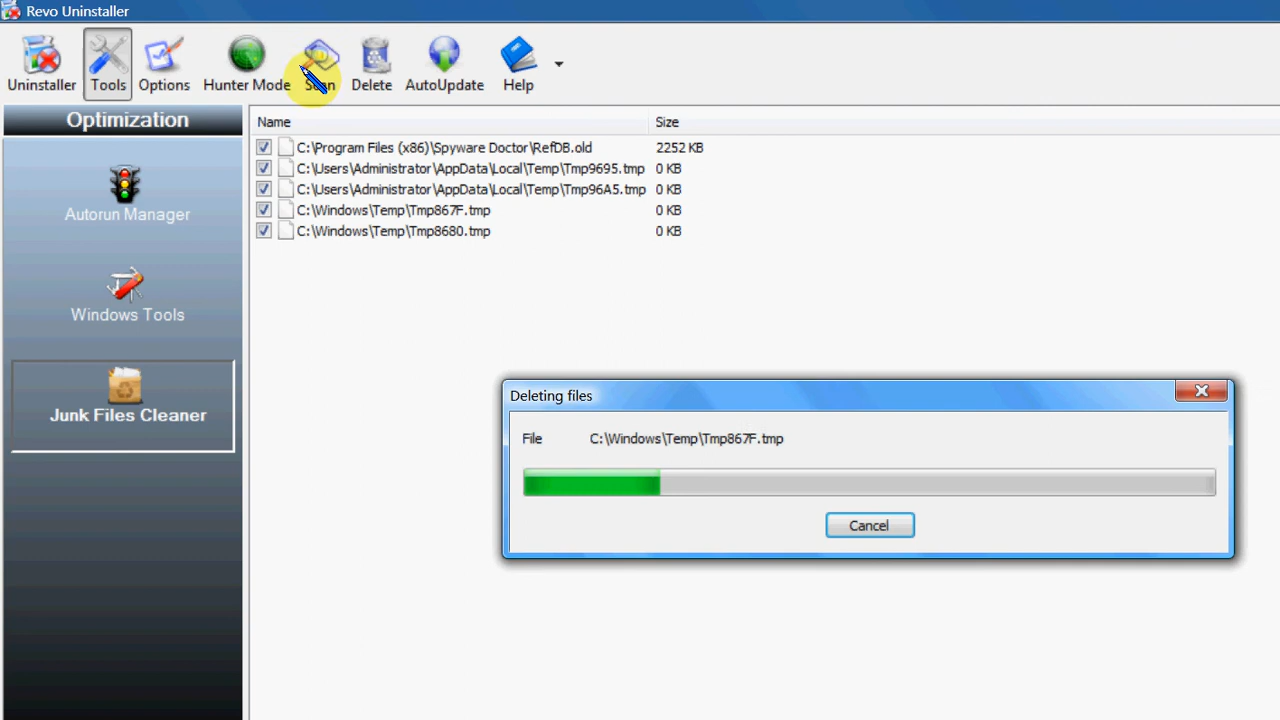 Revo Uninstaller
Uninstaller Tools Options Hunter Mode Scan Delete AutoUpdate Help
Optimization
Autorun Manager
Windows Tools
Junk Files Cleaner
Name Size
C:\Program Files (x86)\Spyware Doctor\RefDB.old 2252 KB
C:\Users\Administrator\AppData\Local\Temp\Tmp9695.tmp 0 KB
C:\Users\Administrator\AppData\Local\Temp\Tmp96A5.tmp 0 KB
C:\Windows\Temp\Tmp867F.tmp 0 KB
C:\Windows\Temp\Tmp8680.tmp 0 KB
Deleting files
File C:\Windows\Temp\Tmp867F.tmp
Cancel